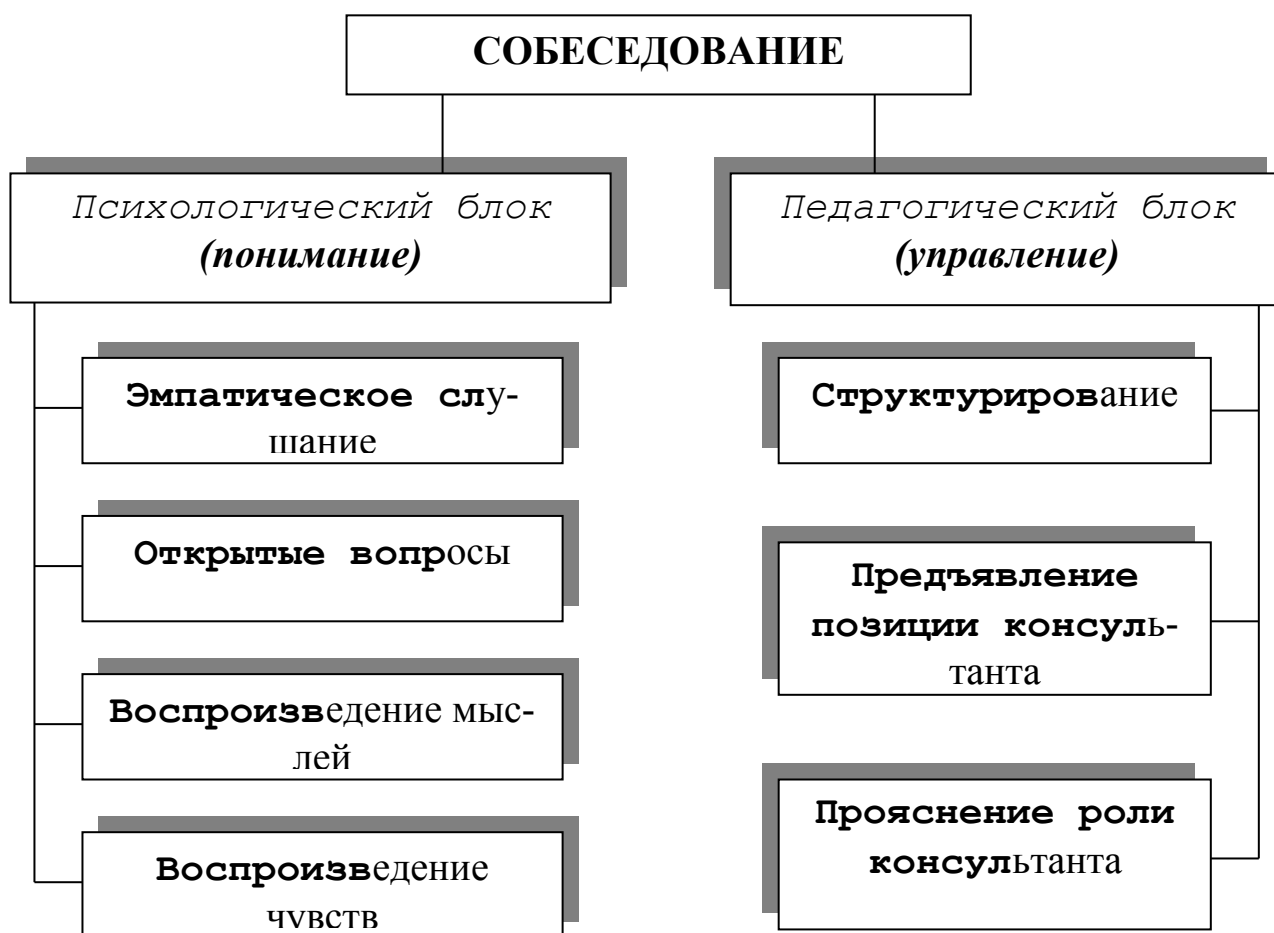 СОБЕСЕДОВАНИЕ
Психологический блок
(понимание)
Эмпатическое слу-
шание
Открытые вопросы
Воспроизведение мыс-
лей
Воспроизведение
чувств
Педагогический блок
(управление)
Структурирование
Предъявление
позиции консуль-
танта
Прояснение роли
консультанта